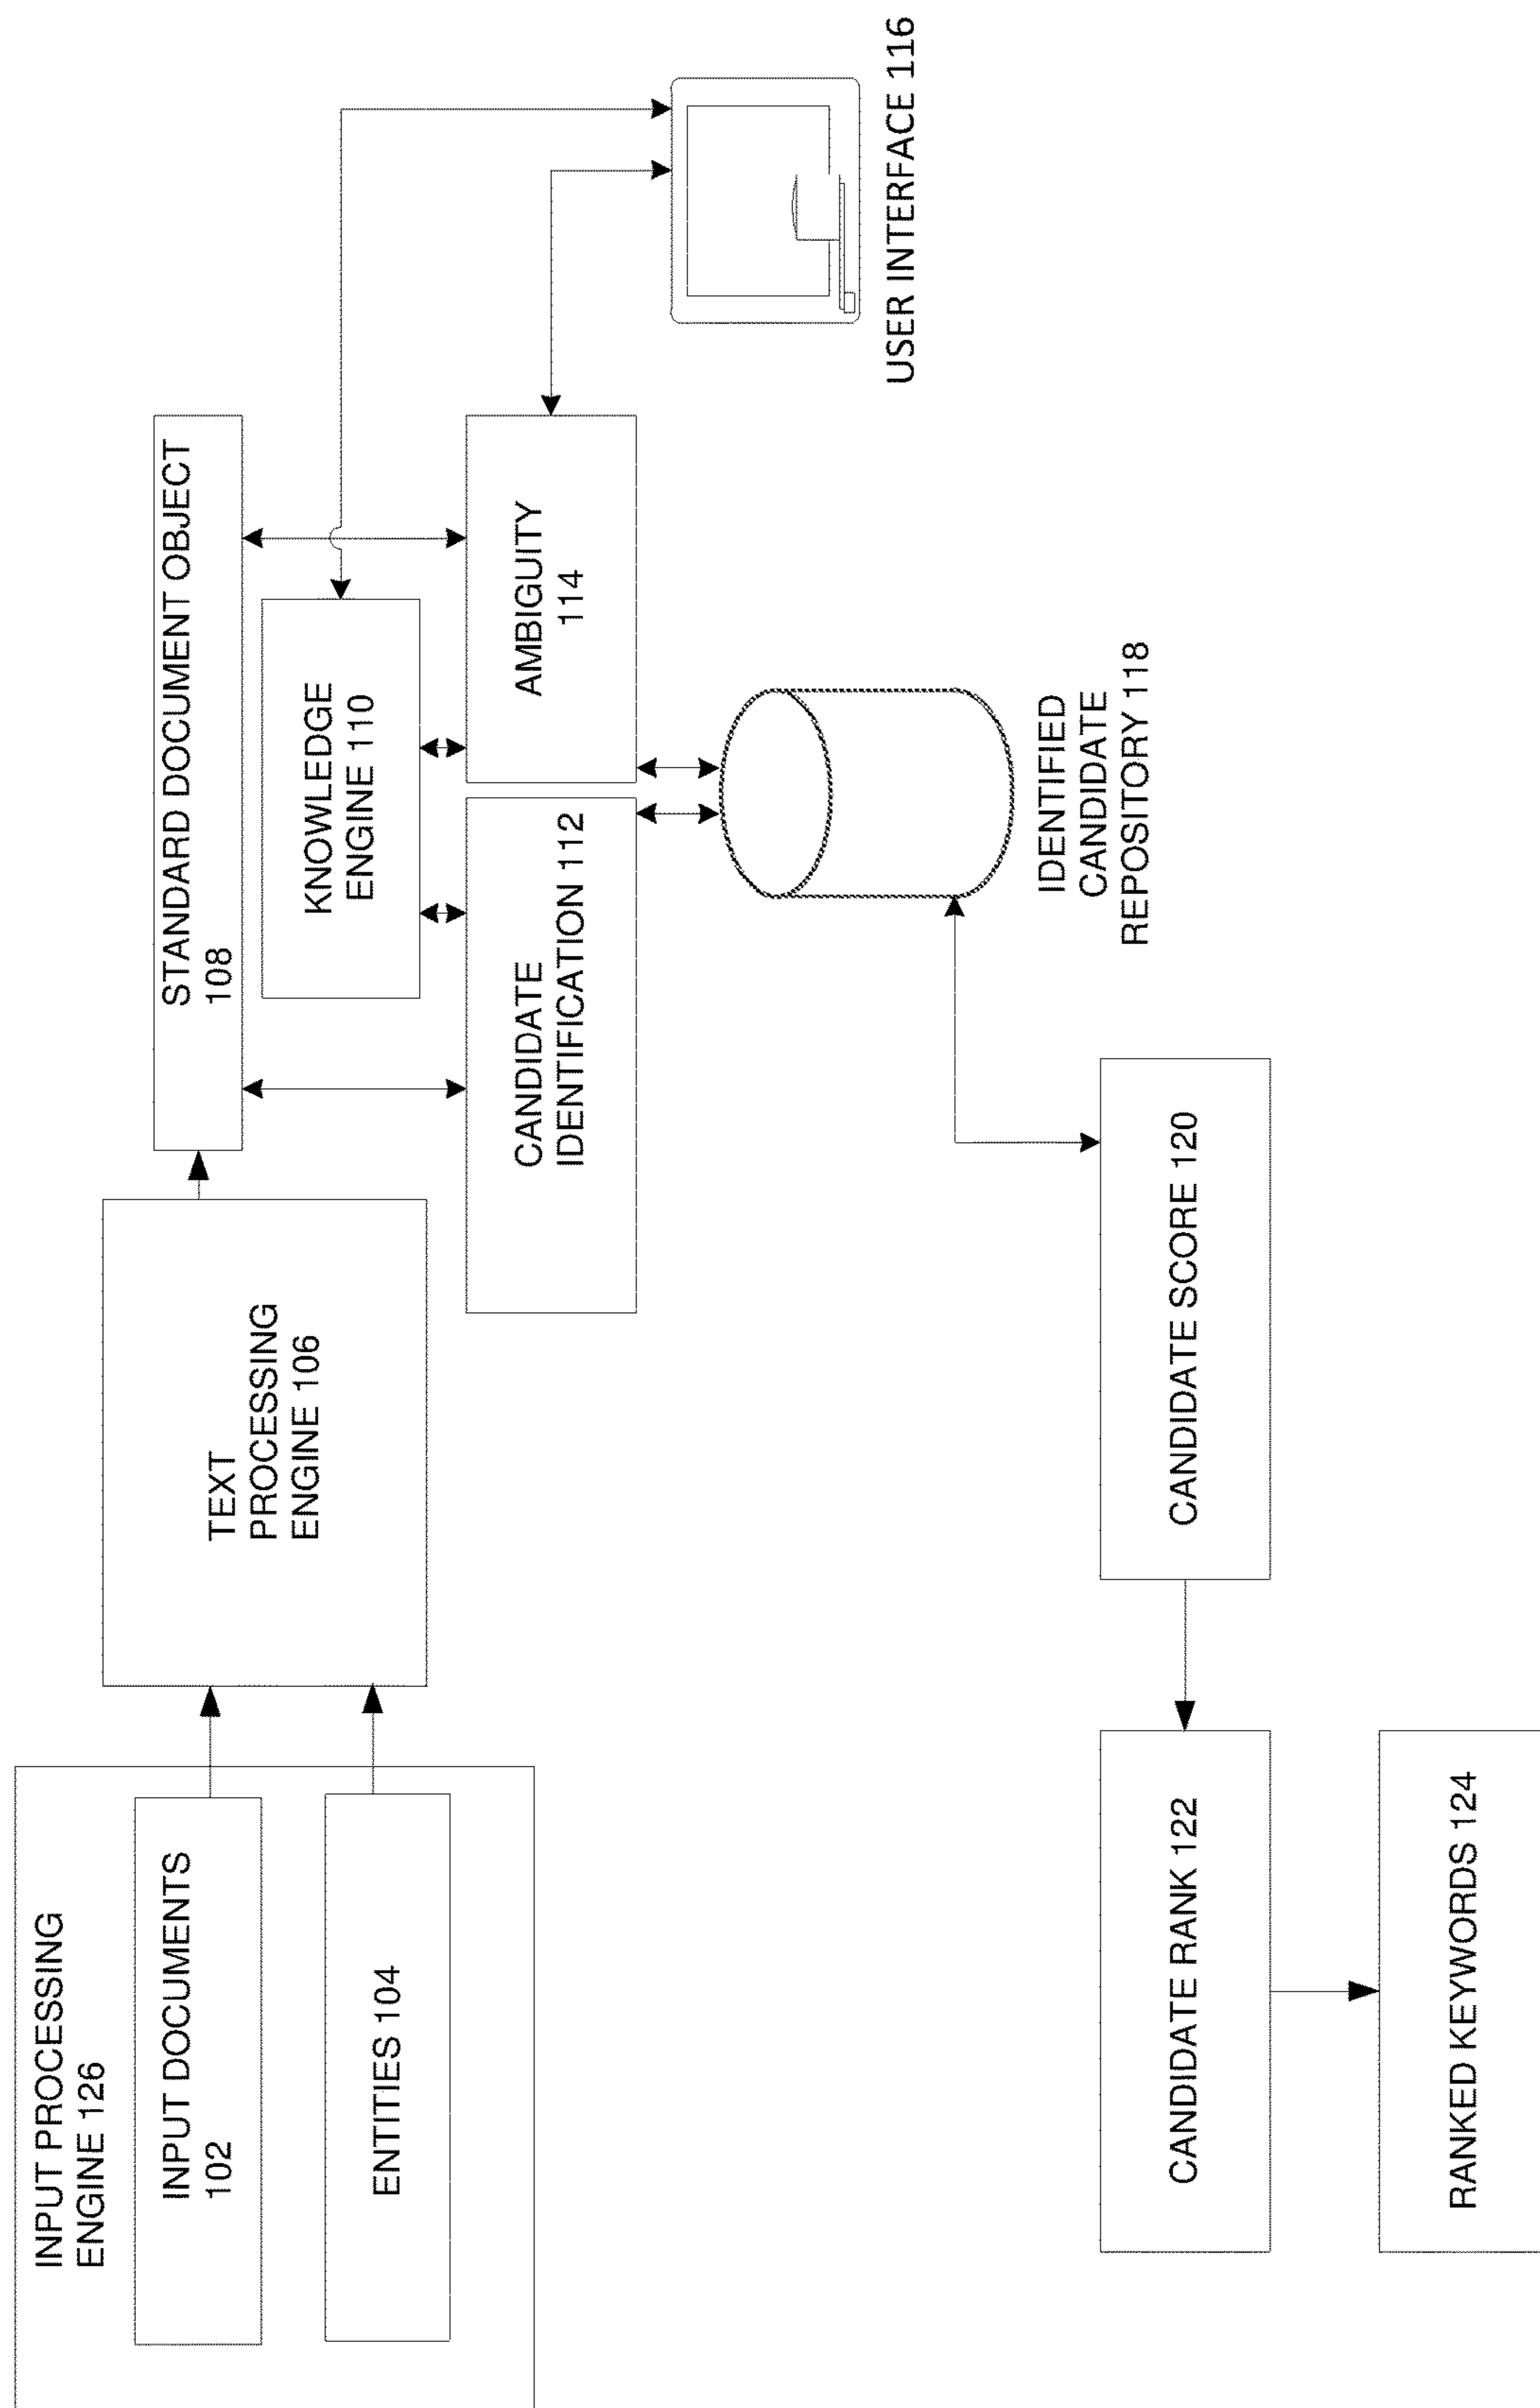 INPUT PROCESSING
ENGINE 126
INPUT DOCUMENTS
102
ENTITIES 104
TEXT
PROCESSING
ENGINE 106
STANDARD DOCUMENT OBJECT
108
KNOWLEDGE
ENGINE 110
CANDIDATE
IDENTIFICATION 112
AMBIGUITY
114
USER INTERFACE 116
IDENTIFIED
CANDIDATE
REPOSITORY 118
CANDIDATE SCORE 120
CANDIDATE RANK 122
RANKED KEYWORDS 124